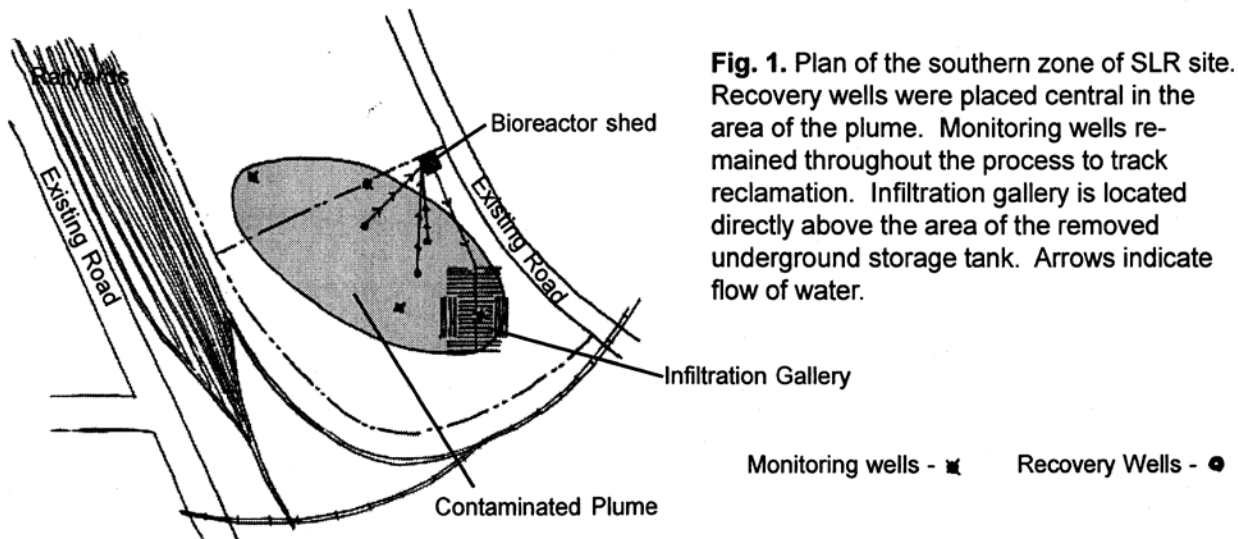 Railyards
Existing Road
Bioreactor shed
Existing Road
Infiltration Gallery
Contaminated Plume
Fig. 1. Plan of the southern zone of SLR site.
Recovery wells were placed central in the
area of the plume. Monitoring wells re-
mained throughout the process to track
reclamation. Infiltration gallery is located
directly above the area of the removed
underground storage tank. Arrows indicate
flow of water.
Monitoring wells - Recovery Wells -